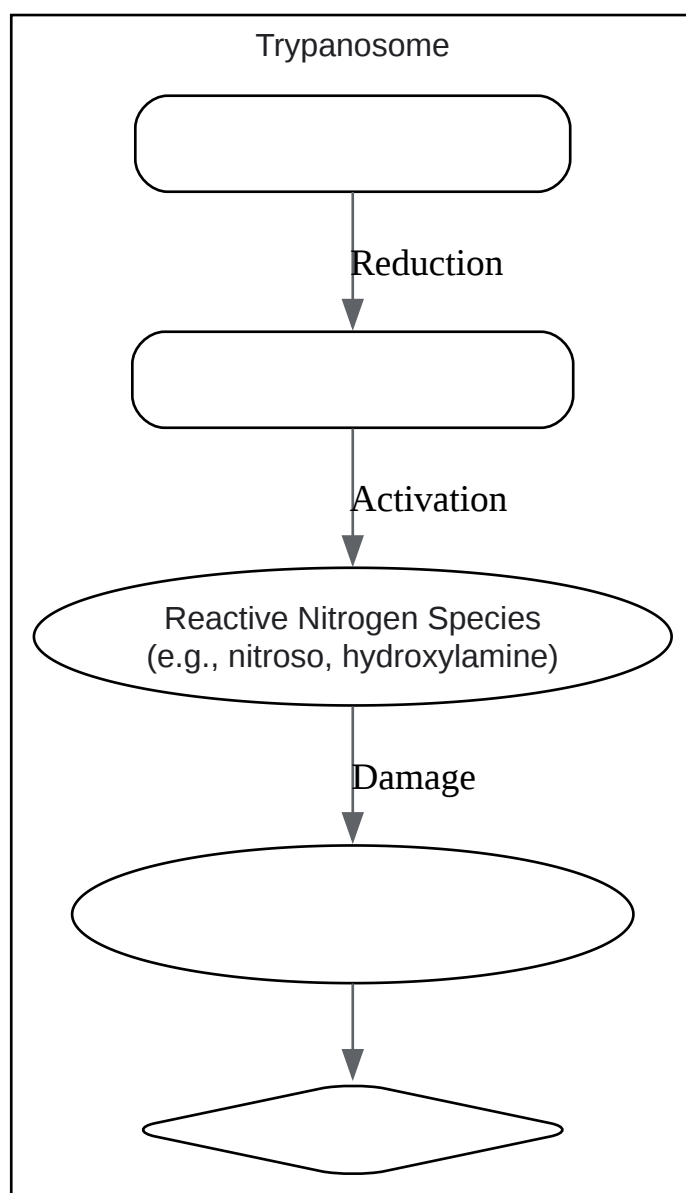 Trypanosome
Reduction
Activation
Reactive Nitrogen Species
(e.g., nitroso, hydroxylamine)
Damage